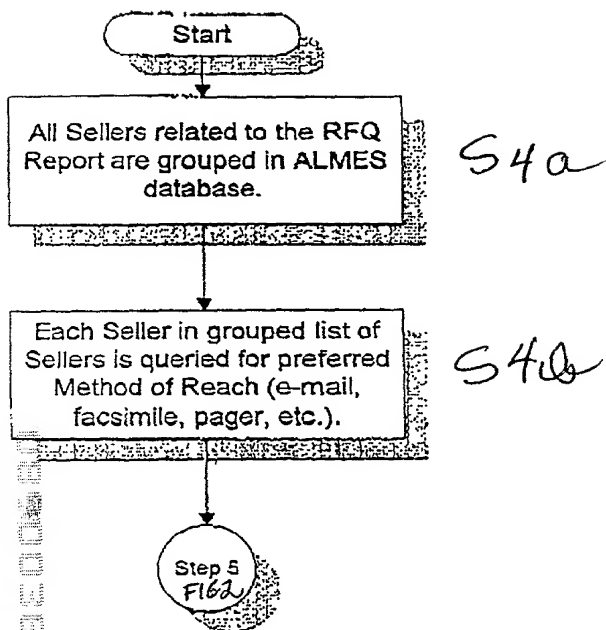 Start
All Sellers related to the RFQ
Report are grouped in ALMES
database.
S4a
Each Seller in grouped list of
Sellers is queried for preferred
Method of Reach (e-mail,
facsimile, pager, etc.).
S4b
Step 5
FIG2